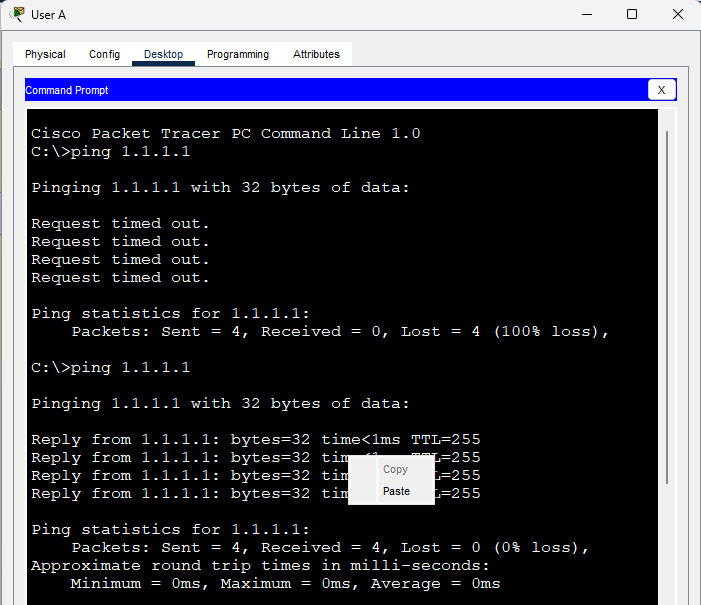 User A
Physical Config Desktop Programming Attributes
Command Prompt X
Cisco Packet Tracer PC Command Line 1.0
C:\>ping 1.1.1.1
Pinging 1.1.1.1 with 32 bytes of data:
Request timed out.
Request timed out.
Request timed out.
Request timed out.
Ping statistics for 1.1.1.1:
Packets: Sent = 4, Received = 0, Lost = 4 (100% loss),
C:\>ping 1.1.1.1
Pinging 1.1.1.1 with 32 bytes of data:
Reply from 1.1.1.1: bytes=32 time<1ms TTL=255
Reply from 1.1.1.1: bytes=32 tim TL=255
Reply from 1.1.1.1: bytes=32 tim L=255
Reply from 1.1.1.1: bytes=32 tim L=255
Copy
Paste
Ping statistics for 1.1.1.1:
Packets: Sent = 4, Received = 4, Lost = 0 (0% loss),
Approximate round trip times in milli-seconds:
Minimum = 0ms, Maximum = 0ms, Average = 0ms